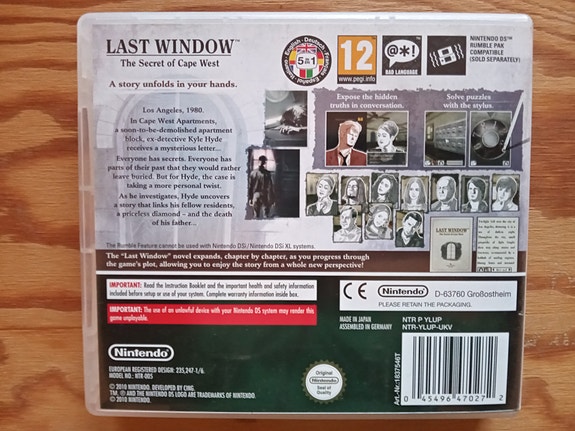 LAST WINDOW™
The Secret of Cape West
A story unfolds in your hands.
Los Angeles, 1980.
In Cape West Apartments,
a soon-to-be-demolished apartment
block, ex-detective Kyle Hyde
receives a mysterious letter...
Everyone has secrets. Everyone has
parts of their past that they would rather
leave buried. But for Hyde, the case is
taking a more personal twist.
As he investigates, Hyde uncovers
a story that links his fellow residents,
a priceless diamond – and the death
of his father...
English • Deutsch
Français
Español
Italiano
5 in 1
12
www.pegi.info
@*!
BAD LANGUAGE
NINTENDO DS™
RUMBLE PAK
COMPATIBLE
(SOLD SEPARATELY)
Expose the hidden
truths in conversation.
Solve puzzles
with the stylus.
LAST WINDOW
The Rumble Feature cannot be used with Nintendo DSi / Nintendo DSi XL systems.
The "Last Window" novel expands, chapter by chapter, as you progress through
the game's plot, allowing you to enjoy the story from a whole new perspective!
IMPORTANT: Read the Instruction Booklet and the important health and safety information
included before setup or use of your system. Complete warranty information inside box.
IMPORTANT: The use of an unlawful device with your Nintendo DS system may render this
game unplayable.
CE
Nintendo
D-63760 Großostheim
PLEASE RETAIN THE PACKAGING.
MADE IN JAPAN
ASSEMBLED IN GERMANY
NTR P YLUP
NTR-YLUP-UKV
Nintendo
EUROPEAN REGISTERED DESIGN: 235,247-1/6.
MODEL NO.: NTR-005
© 2010 NINTENDO. DEVELOPED BY CING.
TM, ® AND THE NINTENDO DS LOGO ARE TRADEMARKS OF NINTENDO.
© 2010 NINTENDO.
Original
Nintendo
Seal of
Quality
Art.-Nr.:1837546T
0 45496 47027 2